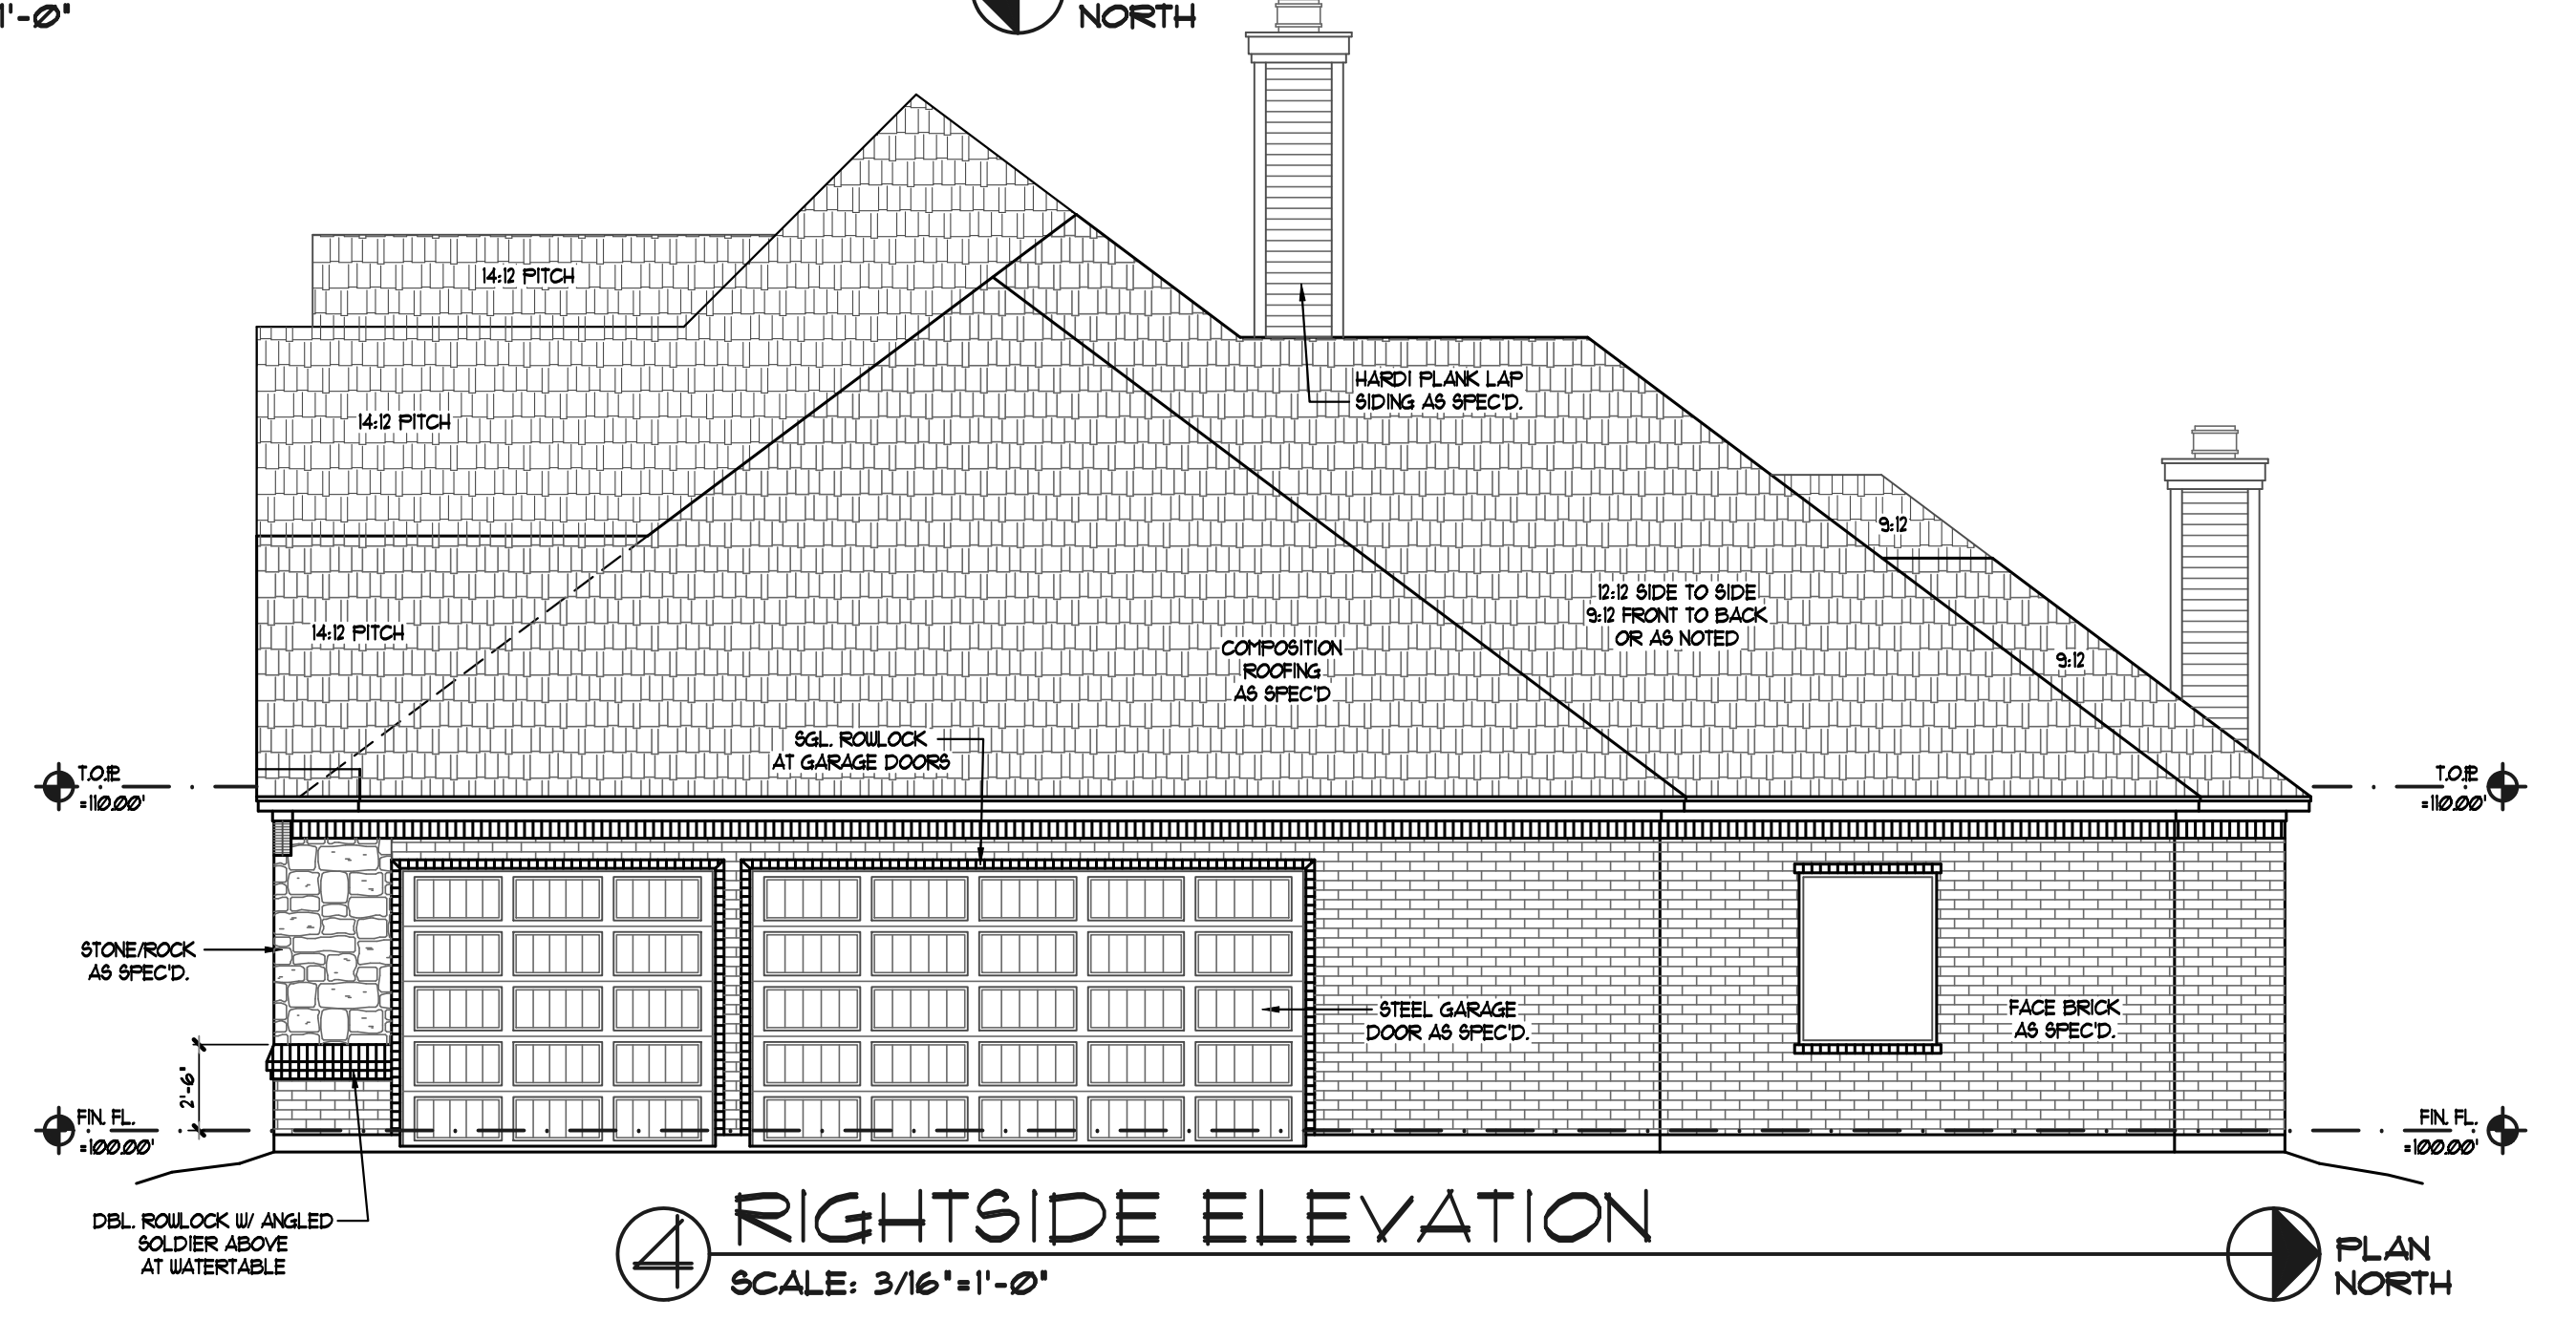 1'-0"
NORTH
14:12 PITCH
HARDI PLANK LAP
SIDING AS SPEC'D.
14:12 PITCH
9:12
12:12 SIDE TO SIDE
9:12 FRONT TO BACK
OR AS NOTED
14:12 PITCH
COMPOSITION
ROOFING
AS SPEC'D
9:12
SGL. ROWLOCK
AT GARAGE DOORS
T.O.P.
=110.00'
T.O.P.
=110.00'
STONE/ROCK
AS SPEC'D.
STEEL GARAGE
DOOR AS SPEC'D.
FACE BRICK
AS SPEC'D.
2'-6"
FIN. FL.
=100.00'
FIN. FL.
=100.00'
DBL. ROWLOCK W/ ANGLED
SOLDIER ABOVE
AT WATERTABLE
4
RIGHTSIDE ELEVATION
SCALE: 3/16"=1'-0"
PLAN
NORTH